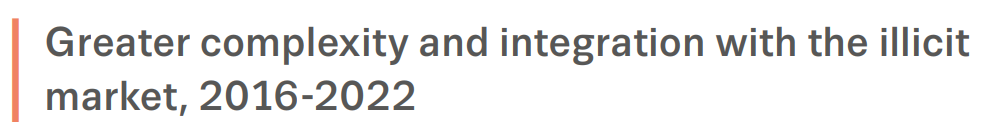 Greater complexity and integration with the illicit
market, 2016-2022